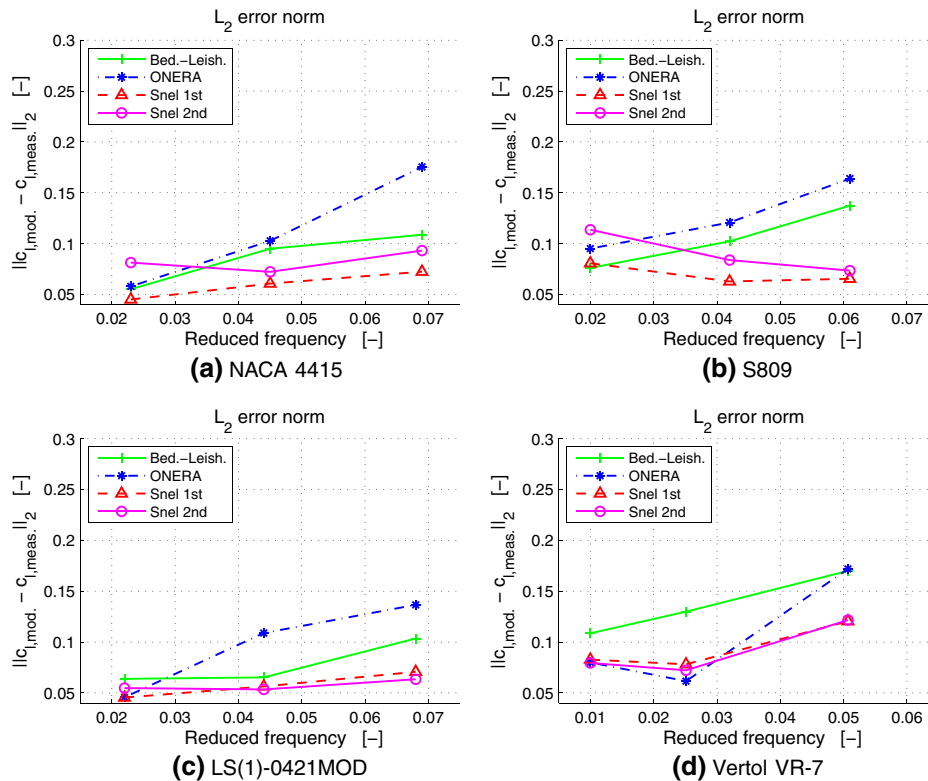 L2 error norm
||cl,mod. − cl,meas.||2 [−]
0.3
0.25
0.2
0.15
0.1
0.05
Bed.−Leish.
ONERA
Snel 1st
Snel 2nd
0.02 0.03 0.04 0.05 0.06 0.07
Reduced frequency [−]
(a) NACA 4415
L2 error norm
||cl,mod. − cl,meas.||2 [−]
0.3
0.25
0.2
0.15
0.1
0.05
Bed.−Leish.
ONERA
Snel 1st
Snel 2nd
0.02 0.03 0.04 0.05 0.06
Reduced frequency [−]
(b) S809
L2 error norm
||cl,mod. − cl,meas.||2 [−]
0.3
0.25
0.2
0.15
0.1
0.05
Bed.−Leish.
ONERA
Snel 1st
Snel 2nd
0.02 0.03 0.04 0.05 0.06 0.07
Reduced frequency [−]
(c) LS(1)-0421MOD
L2 error norm
||cl,mod. − cl,meas.||2 [−]
0.3
0.25
0.2
0.15
0.1
0.05
Bed.−Leish.
ONERA
Snel 1st
Snel 2nd
0.01 0.02 0.03 0.04 0.05 0.06
Reduced frequency [−]
(d) Vertol VR-7